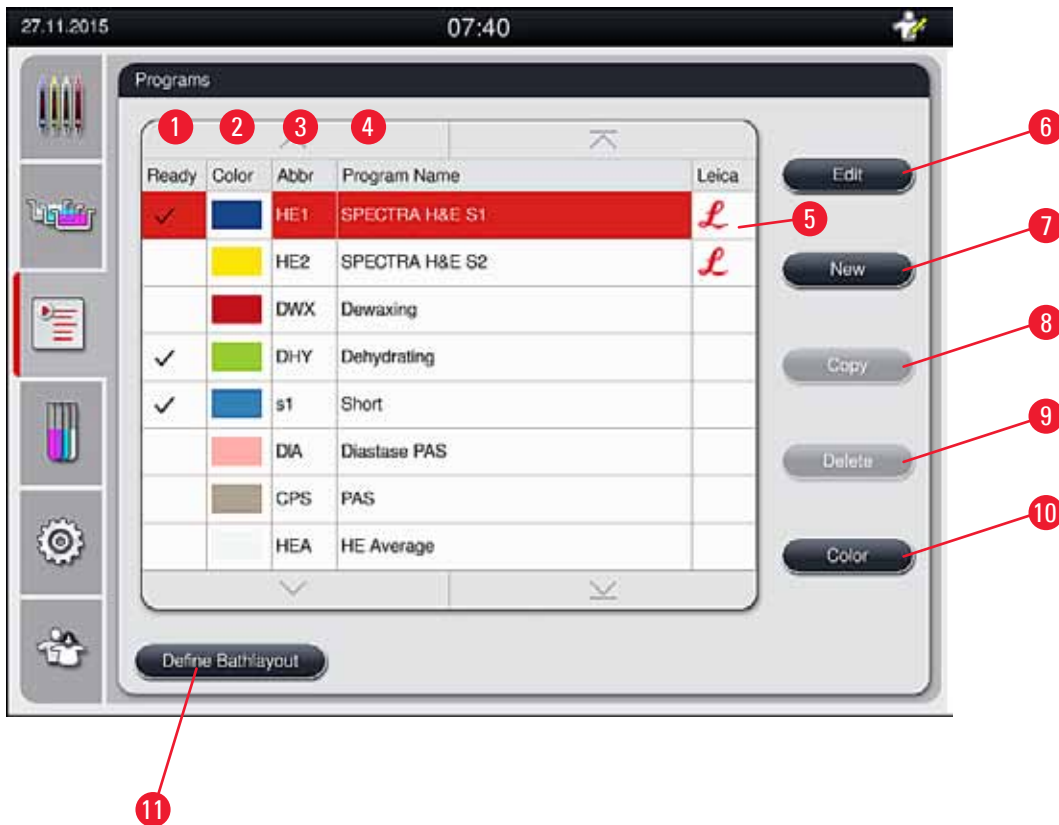 27.11.2015 07:40
Programs
1 2 3 4
6
Ready Color Abbr Program Name Leica
Edit
HE1 SPECTRA H&E S1 L
5
7
HE2 SPECTRA H&E S2 L
New
DWX Dewaxing
8
DHY Dehydrating
Copy
s1 Short
9
DIA Diastase PAS
Delete
CPS PAS
10
HEA HE Average
Color
Define Bathlayout
11